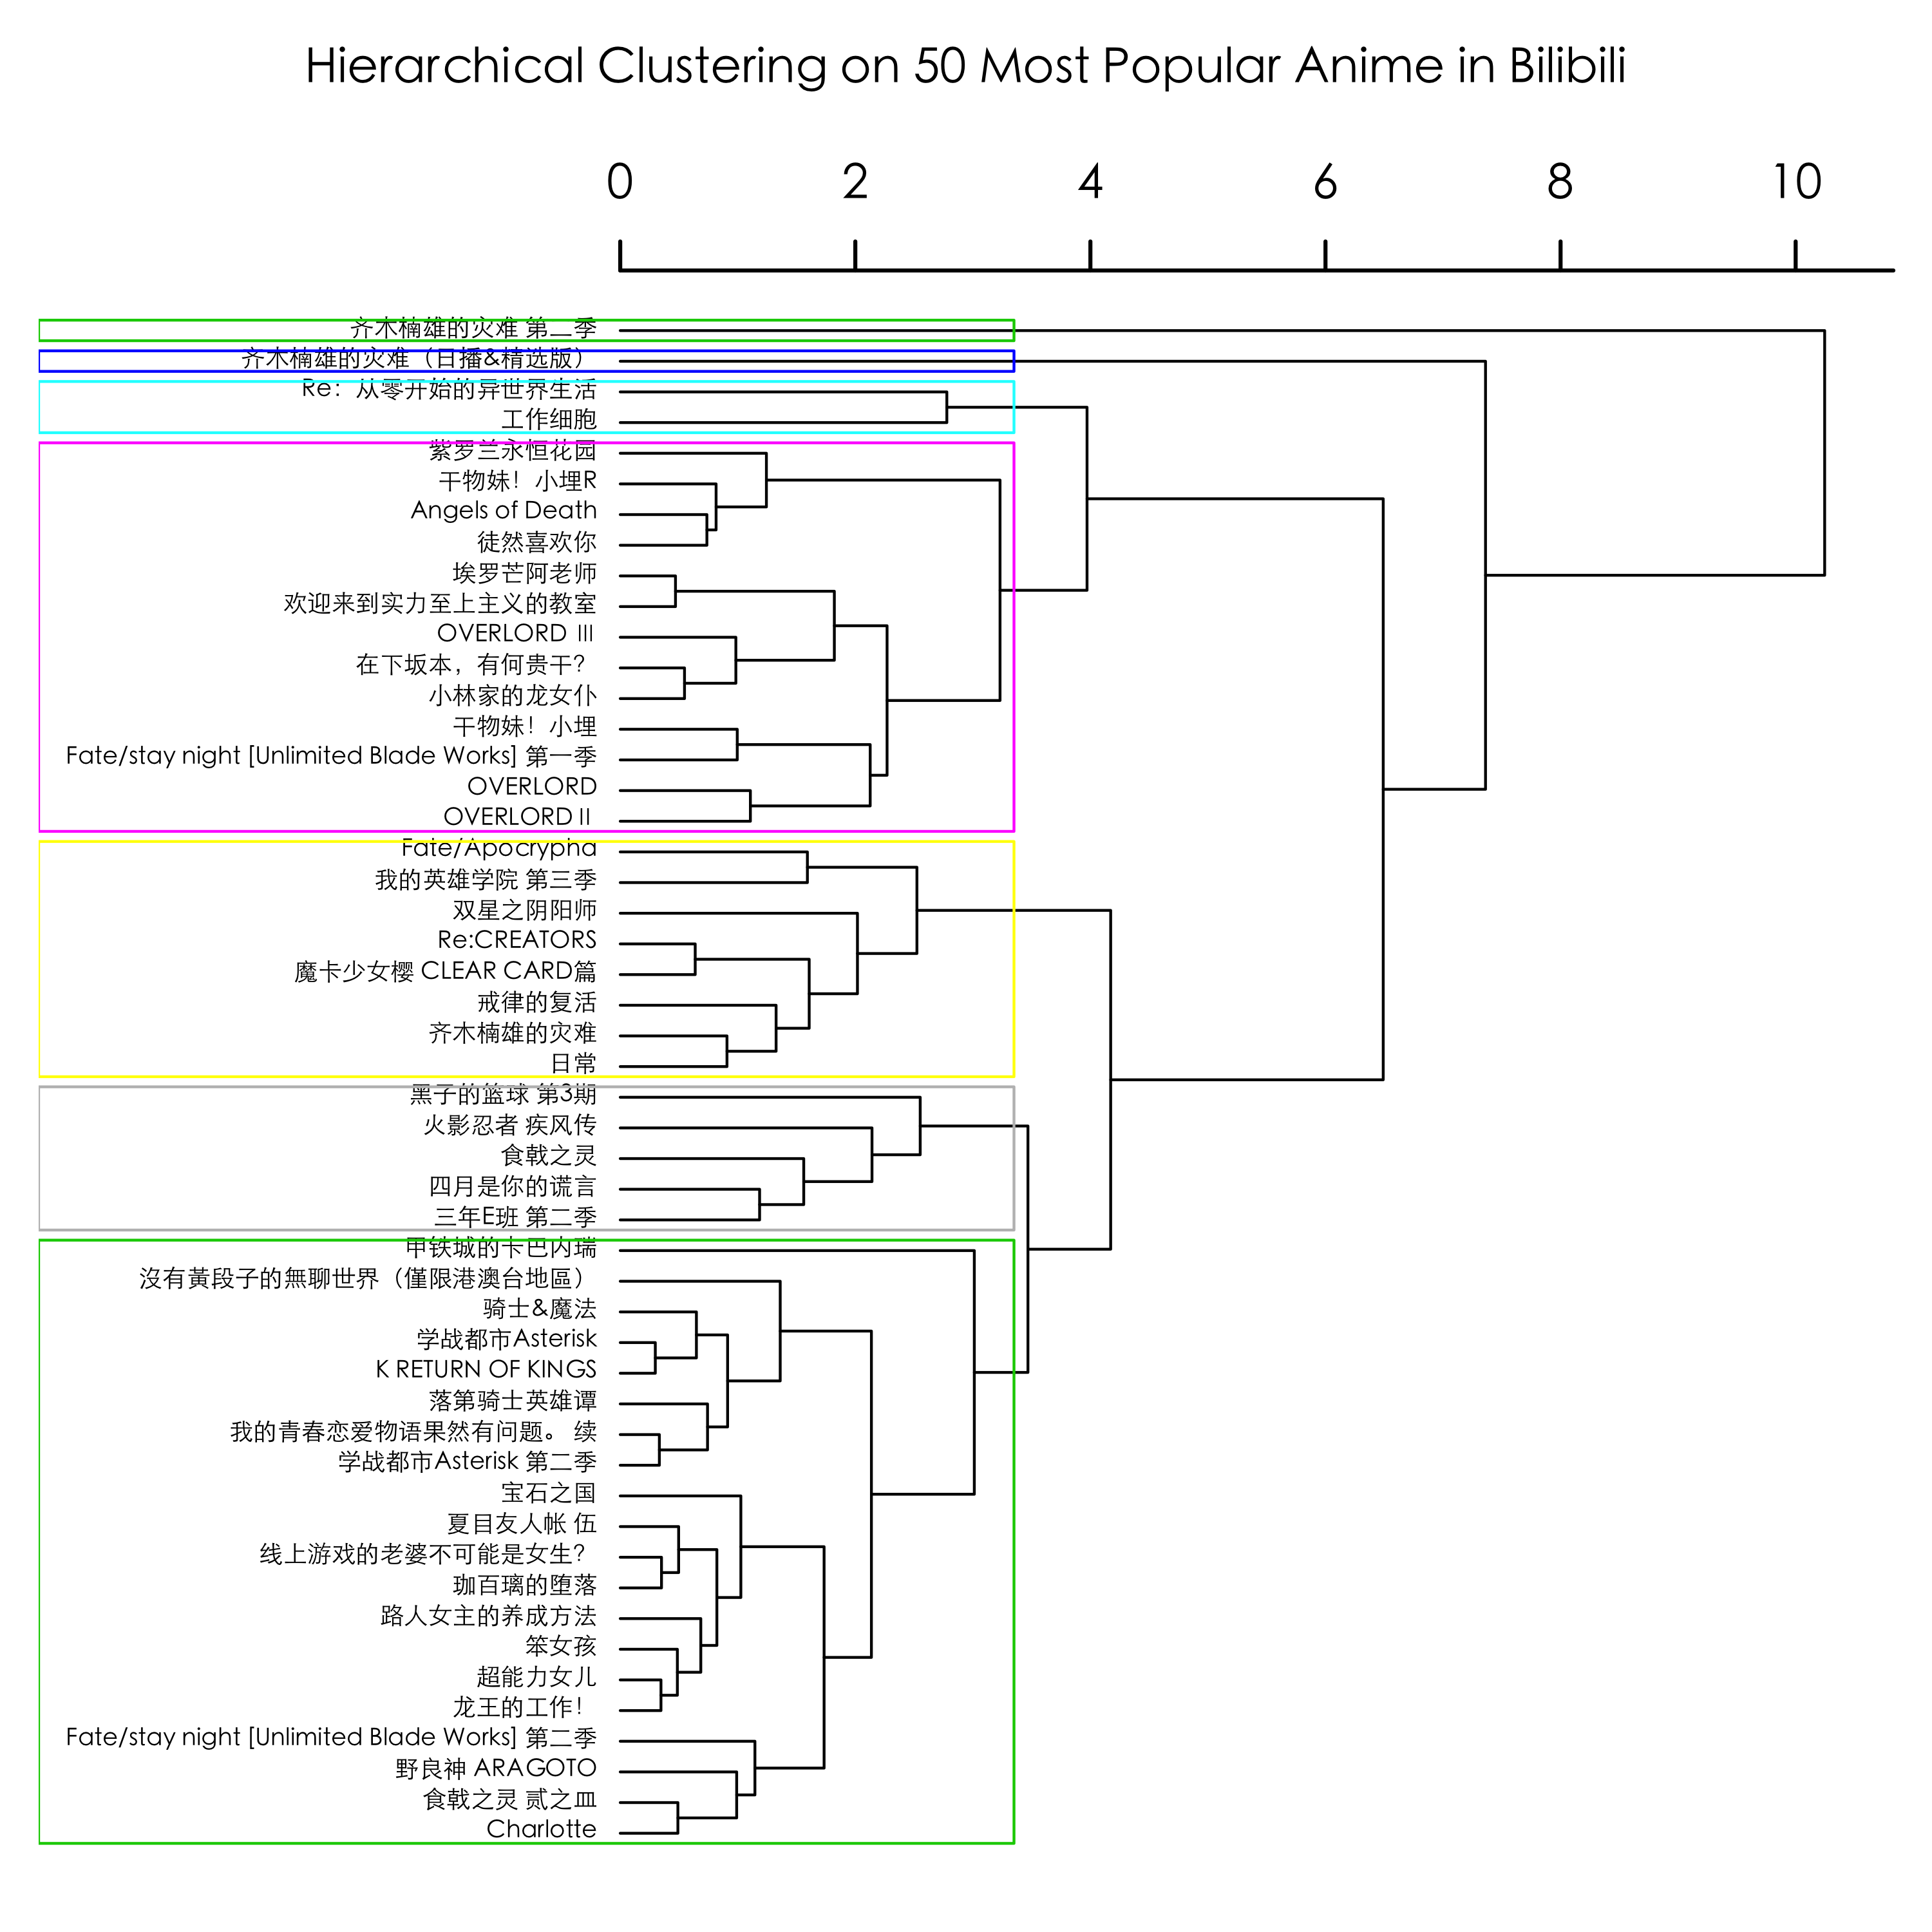 Hierarchical Clustering on 50 Most Popular Anime in Bilibili
0 2 4 6 8 10
齐木楠雄的灾难 第二季
齐木楠雄的灾难（日播&精选版）
Re：从零开始的异世界生活
工作细胞
紫罗兰永恒花园
干物妹！小埋R
Angels of Death
徒然喜欢你
埃罗芒阿老师
欢迎来到实力至上主义的教室
OVERLORD III
在下坂本，有何贵干？
小林家的龙女仆
干物妹！小埋
Fate/stay night [Unlimited Blade Works] 第一季
OVERLORD
OVERLORD II
Fate/Apocrypha
我的英雄学院 第三季
双星之阴阳师
Re:CREATORS
魔卡少女樱 CLEAR CARD篇
戒律的复活
齐木楠雄的灾难
日常
黑子的篮球 第3期
火影忍者 疾风传
食戟之灵
四月是你的谎言
三年E班 第二季
甲铁城的卡巴内瑞
沒有黃段子的無聊世界（僅限港澳台地區）
骑士&魔法
学战都市Asterisk
K RETURN OF KINGS
落第骑士英雄谭
我的青春恋爱物语果然有问题。 续
学战都市Asterisk 第二季
宝石之国
夏目友人帐 伍
线上游戏的老婆不可能是女生？
珈百璃的堕落
路人女主的养成方法
笨女孩
超能力女儿
龙王的工作！
Fate/stay night [Unlimited Blade Works] 第二季
野良神 ARAGOTO
食戟之灵 贰之皿
Charlotte